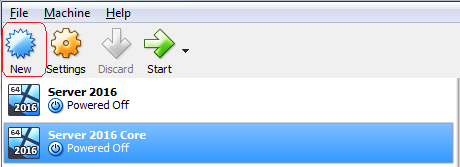 File Machine Help
New Settings Discard Start
64
2016
Server 2016
Powered Off
64
2016
Server 2016 Core
Powered Off